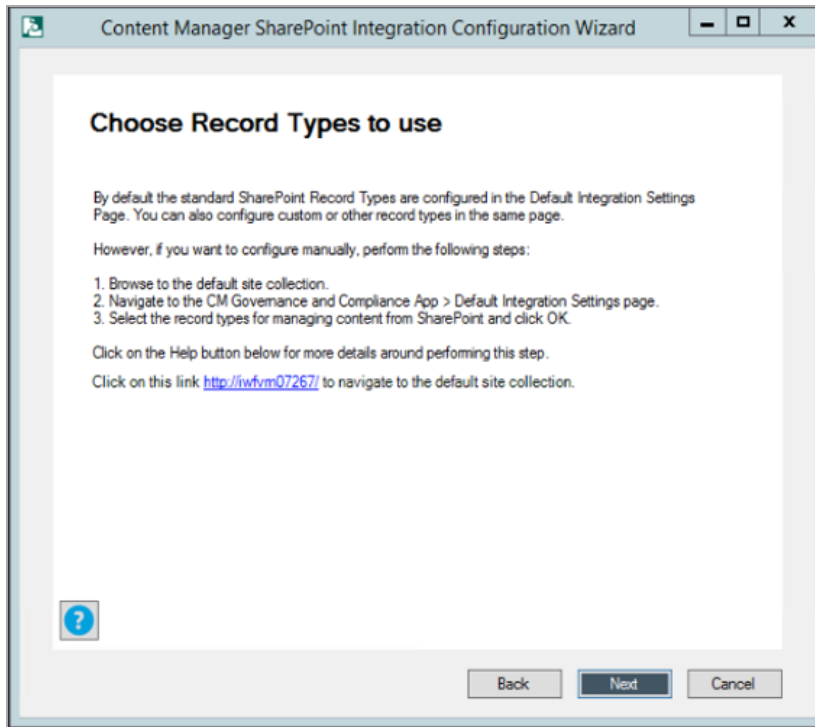 Content Manager SharePoint Integration Configuration Wizard
Choose Record Types to use
By default the standard SharePoint Record Types are configured in the Default Integration Settings
Page. You can also configure custom or other record types in the same page.
However, if you want to configure manually, perform the following steps:
1. Browse to the default site collection.
2. Navigate to the CM Governance and Compliance App > Default Integration Settings page.
3. Select the record types for managing content from SharePoint and click OK.
Click on the Help button below for more details around performing this step.
Click on this link http://iwfvm07267/ to navigate to the default site collection.
?
Back Next Cancel